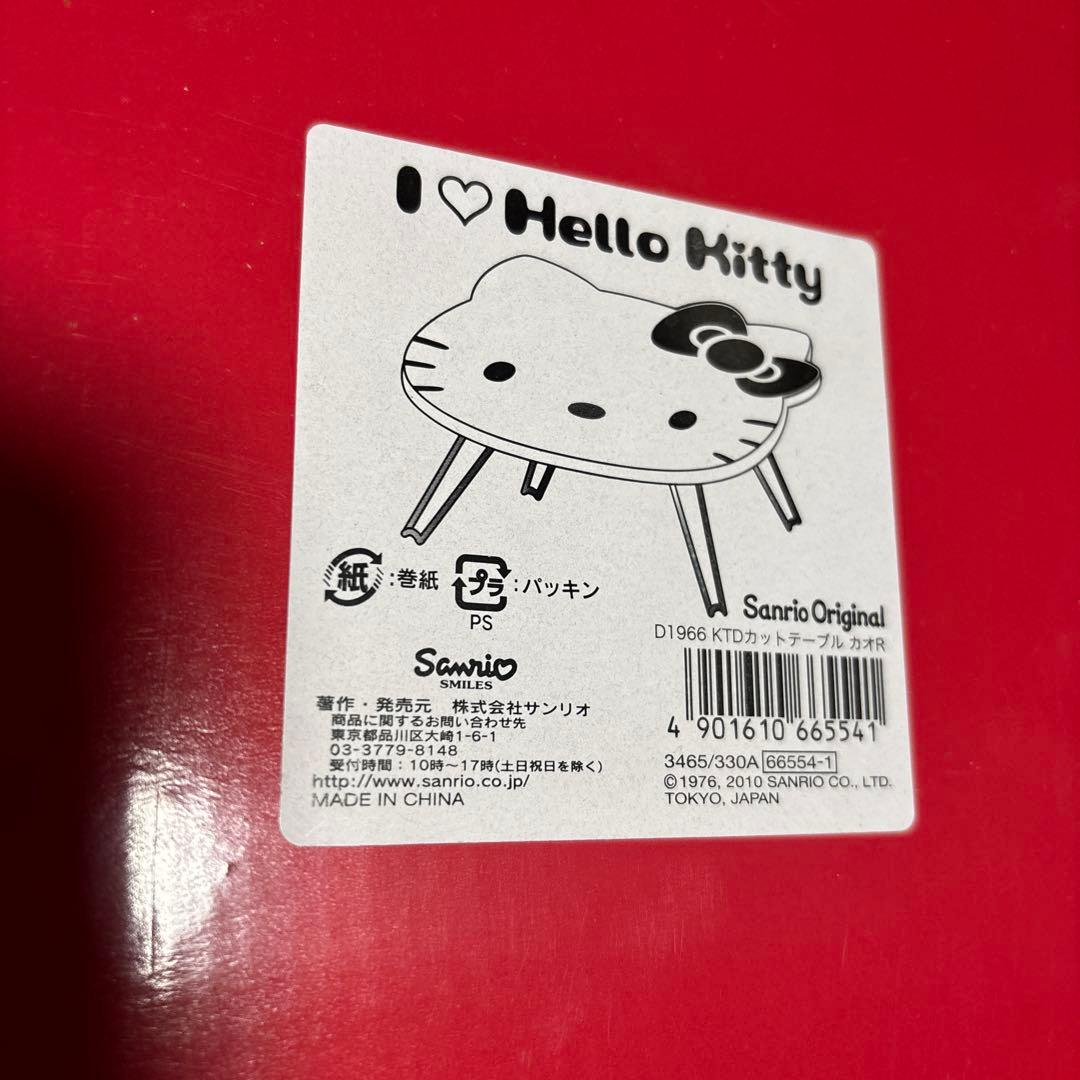 I ♡ Hello Kitty
紙:巻紙 プラ:パッキン
PS
Sanrio Original
D1966 KTDカットテーブル カオR
4 901610 665541
3465/330A 66554-1
©1976, 2010 SANRIO CO., LTD.
TOKYO, JAPAN
Sanrio
SMILES
著作・発売元 株式会社サンリオ
商品に関するお問い合わせ先
東京都品川区大崎1-6-1
03-3779-8148
受付時間:10時〜17時(土日祝日を除く)
http://www.sanrio.co.jp/
MADE IN CHINA